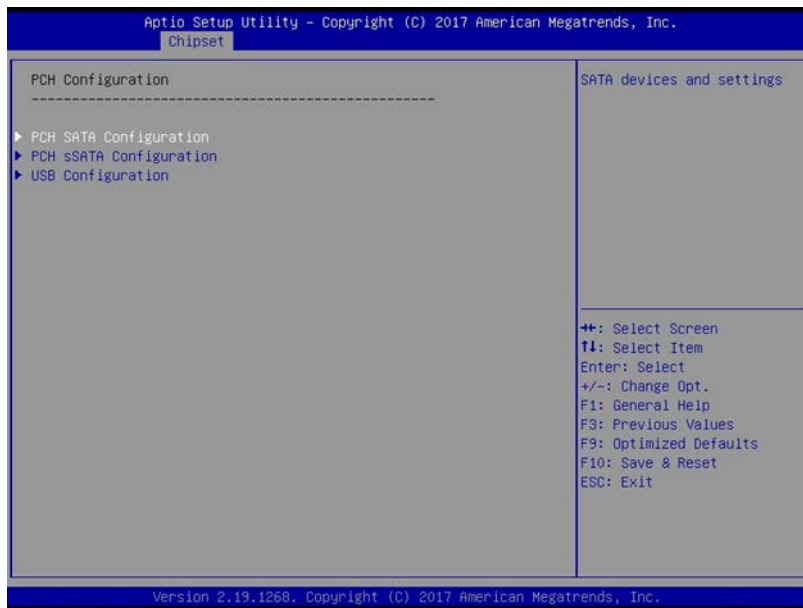 Aptio Setup Utility – Copyright (C) 2017 American Megatrends, Inc.
Chipset
PCH Configuration
--------------------------------------------------
PCH SATA Configuration
PCH sSATA Configuration
USB Configuration
SATA devices and settings
→←: Select Screen
↑↓: Select Item
Enter: Select
+/-: Change Opt.
F1: General Help
F3: Previous Values
F9: Optimized Defaults
F10: Save & Reset
ESC: Exit
Version 2.19.1268. Copyright (C) 2017 American Megatrends, Inc.